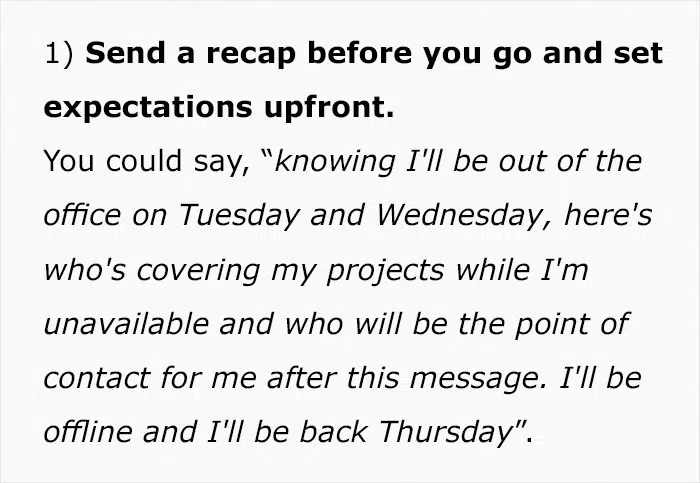 1) Send a recap before you go and set
expectations upfront.
You could say, “knowing I'll be out of the
office on Tuesday and Wednesday, here's
who's covering my projects while I'm
unavailable and who will be the point of
contact for me after this message. I'll be
offline and I'll be back Thursday”.